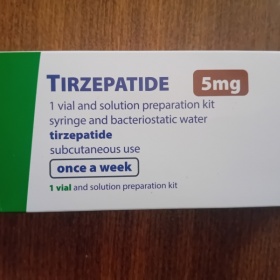 TIRZEPATIDE 5mg
1 vial and solution preparation kit
syringe and bacteriostatic water
tirzepatide
subcutaneous use
once a week
1 vial and solution preparation kit